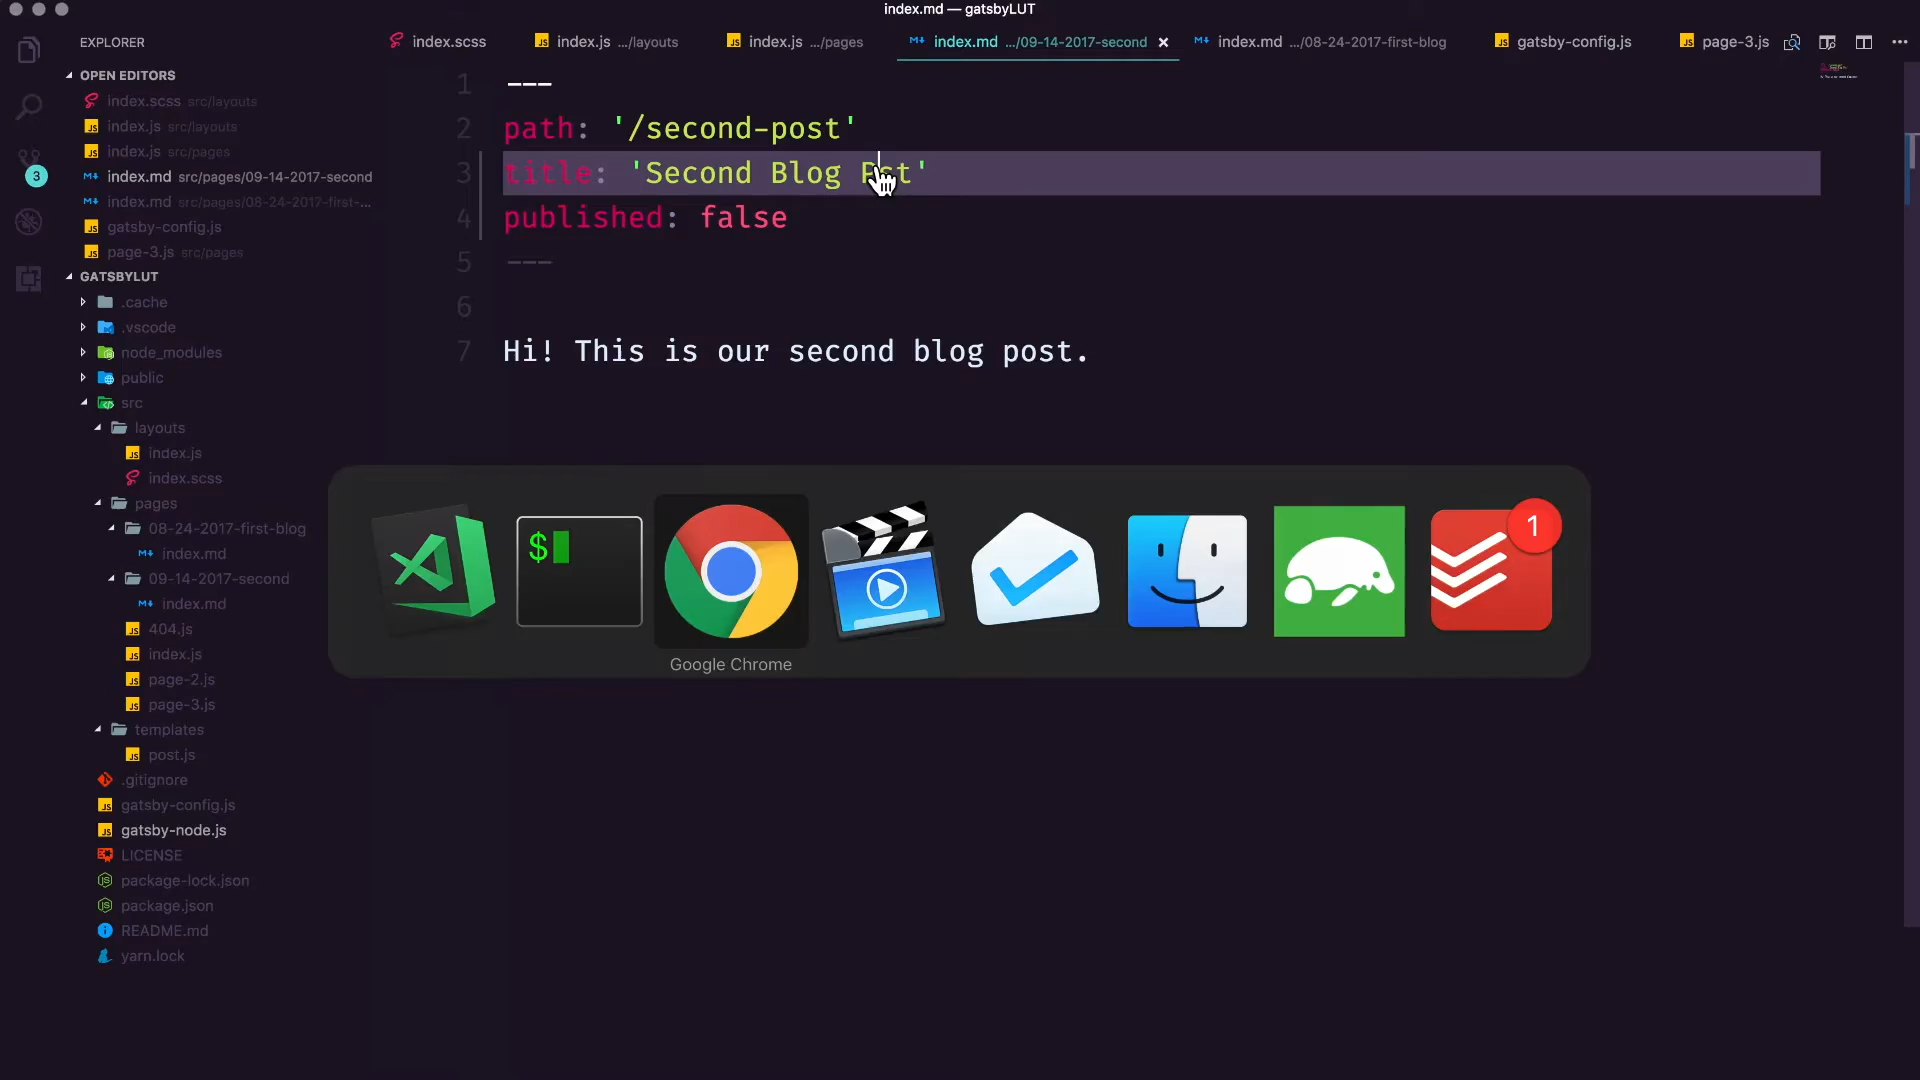 index.md — gatsbyLUT
EXPLORER
index.scss
index.js …/layouts
index.js …/pages
index.md …/09-14-2017-second
index.md …/08-24-2017-first-blog
gatsby-config.js
page-3.js
OPEN EDITORS
index.scss src/layouts
index.js src/layouts
index.js src/pages
index.md src/pages/09-14-2017-second
index.md src/pages/08-24-2017-first-...
gatsby-config.js
page-3.js src/pages
3
GATSBYLUT
.cache
.vscode
node_modules
public
src
layouts
index.js
index.scss
pages
08-24-2017-first-blog
index.md
09-14-2017-second
index.md
404.js
index.js
page-2.js
page-3.js
templates
post.js
.gitignore
gatsby-config.js
gatsby-node.js
LICENSE
package-lock.json
package.json
README.md
yarn.lock
1 ---
2 path: '/second-post'
3 title: 'Second Blog Pst'
4 published: false
5 ---
6
7 Hi! This is our second blog post.
$
1
Google Chrome